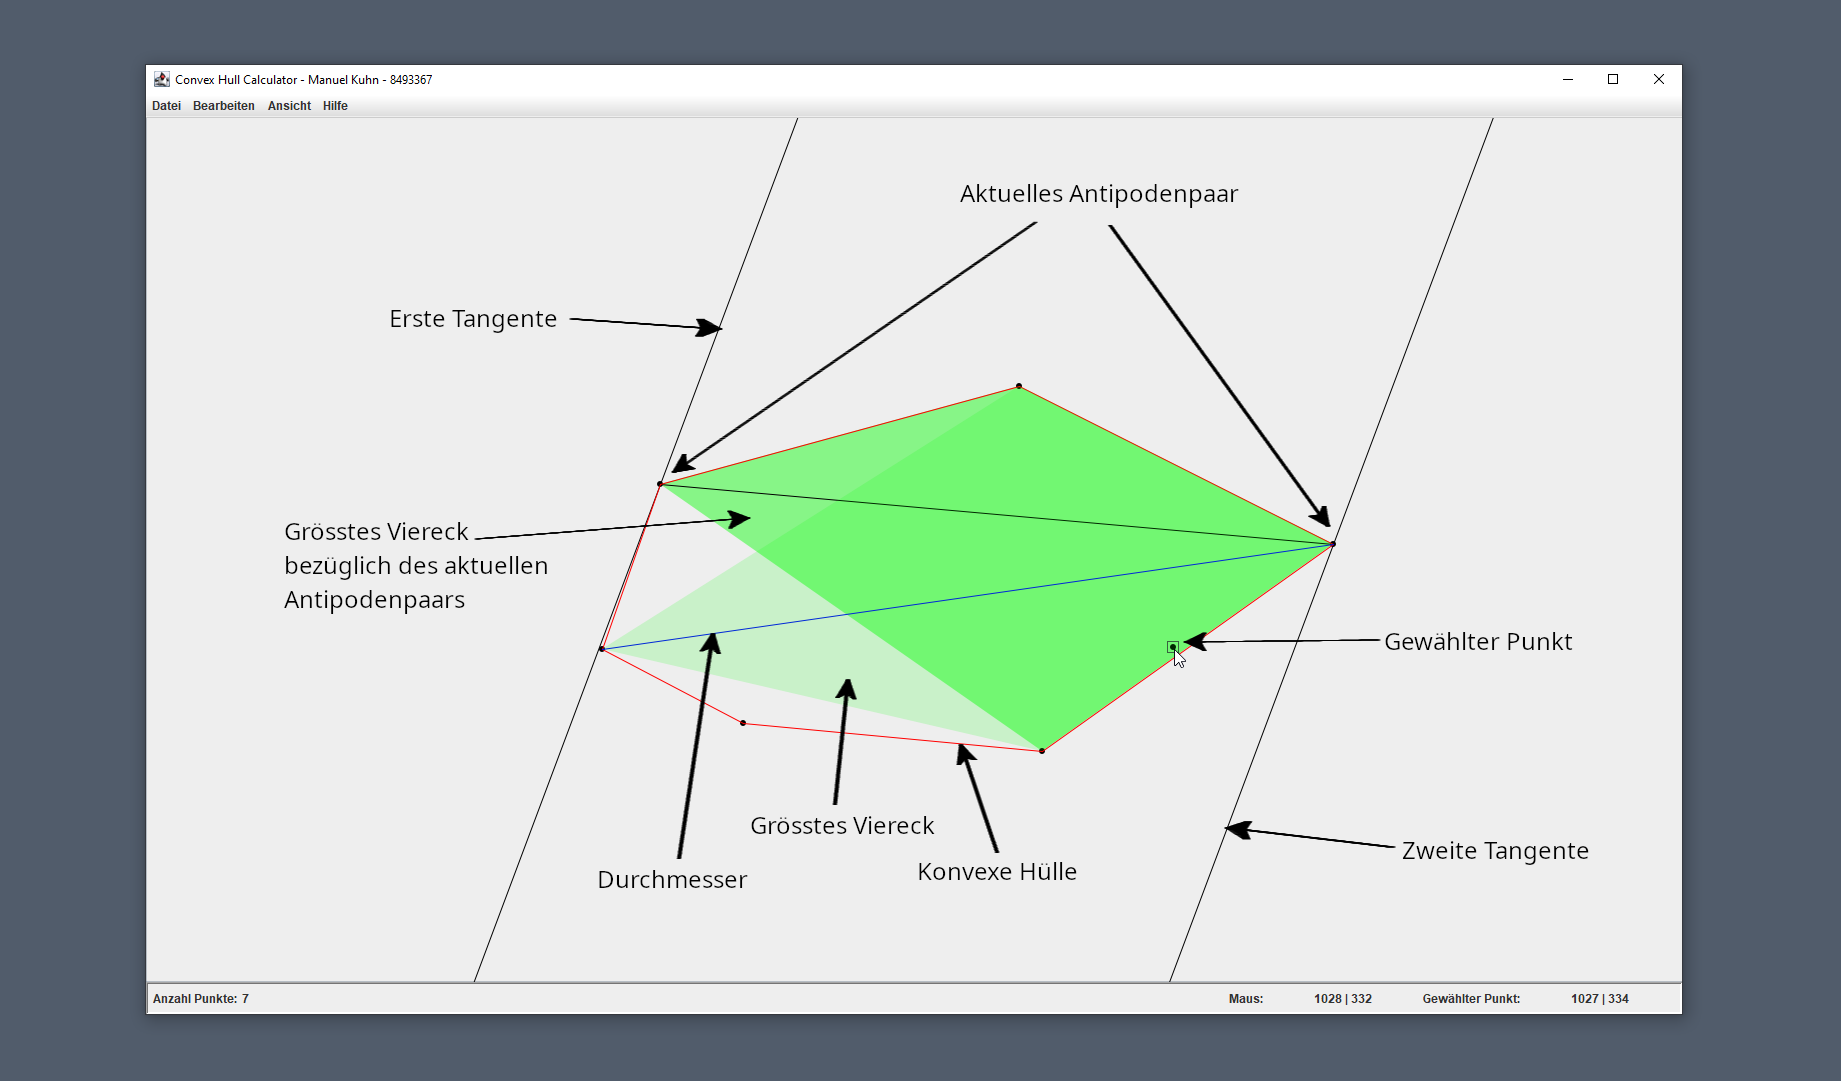 Convex Hull Calculator - Manuel Kuhn - 8493367
Datei Bearbeiten Ansicht Hilfe
Aktuelles Antipodenpaar
Erste Tangente
Grösstes Viereck
bezüglich des aktuellen
Antipodenpaars
Gewählter Punkt
Grösstes Viereck
Zweite Tangente
Konvexe Hülle
Durchmesser
Anzahl Punkte: 7 Maus: 1028 | 332 Gewählter Punkt: 1027 | 334